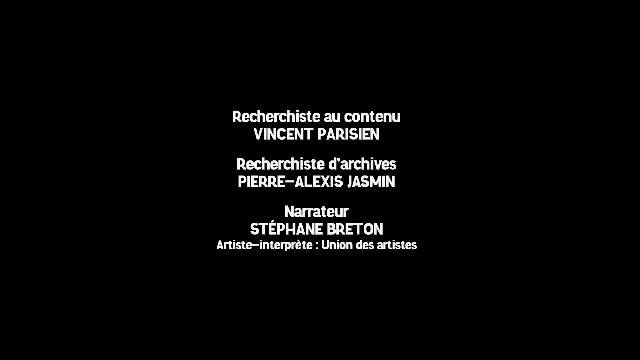 Recherchiste au contenu
VINCENT PARISIEN
Recherchiste d'archives
PIERRE-ALEXIS JASMIN
Narrateur
STÉPHANE BRETON
Artiste-interprète : Union des artistes